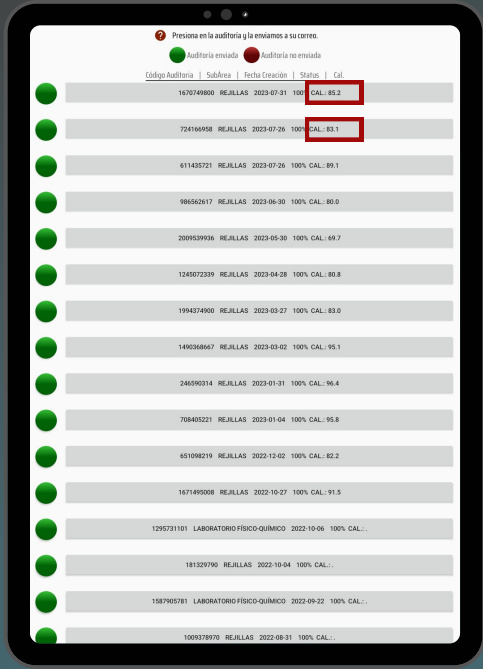 ? Presiona en la auditoria y la enviamos a su correo.
Auditoría enviada Auditoría no enviada
Código Auditoria | SubÁrea | Fecha Creación | Status | Cal.
1670749800 REJILLAS 2023-07-31 100% CAL.: 85.2
724166958 REJILLAS 2023-07-26 100% CAL.: 83.1
611435721 REJILLAS 2023-07-26 100% CAL.: 89.1
986562617 REJILLAS 2023-06-30 100% CAL.: 80.0
2009539936 REJILLAS 2023-05-30 100% CAL.: 69.7
1245072339 REJILLAS 2023-04-28 100% CAL.: 80.8
1994374900 REJILLAS 2023-03-27 100% CAL.: 83.0
1490368667 REJILLAS 2023-03-02 100% CAL.: 95.1
246590314 REJILLAS 2023-01-31 100% CAL.: 96.4
708405221 REJILLAS 2023-01-04 100% CAL.: 95.8
651098219 REJILLAS 2022-12-02 100% CAL.: 82.2
1671495008 REJILLAS 2022-10-27 100% CAL.: 91.5
1295731101 LABORATORIO FÍSICO-QUÍMICO 2022-10-06 100% CAL.: .
181329790 REJILLAS 2022-10-04 100% CAL.: .
1587905781 LABORATORIO FÍSICO-QUÍMICO 2022-09-22 100% CAL.: .
1009378970 REJILLAS 2022-08-31 100% CAL.: .